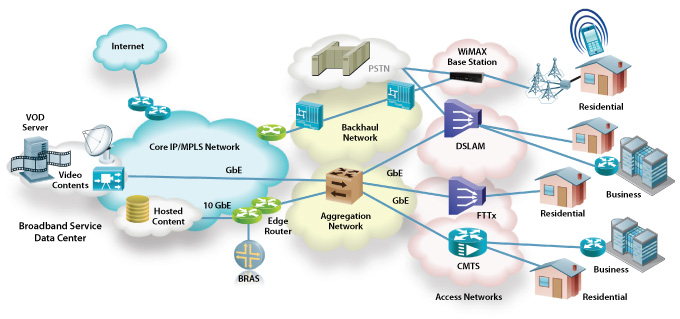 Internet
PSTN
WiMAX
Base Station
Residential
VOD
Server
Core IP/MPLS Network
Backhaul
Network
DSLAM
Video
Contents
GbE
GbE
Business
Hosted
Content
10 GbE
Edge
Router
Aggregation
Network
GbE
FTTx
Residential
Broadband Service
Data Center
BRAS
CMTS
Business
Access Networks
Residential